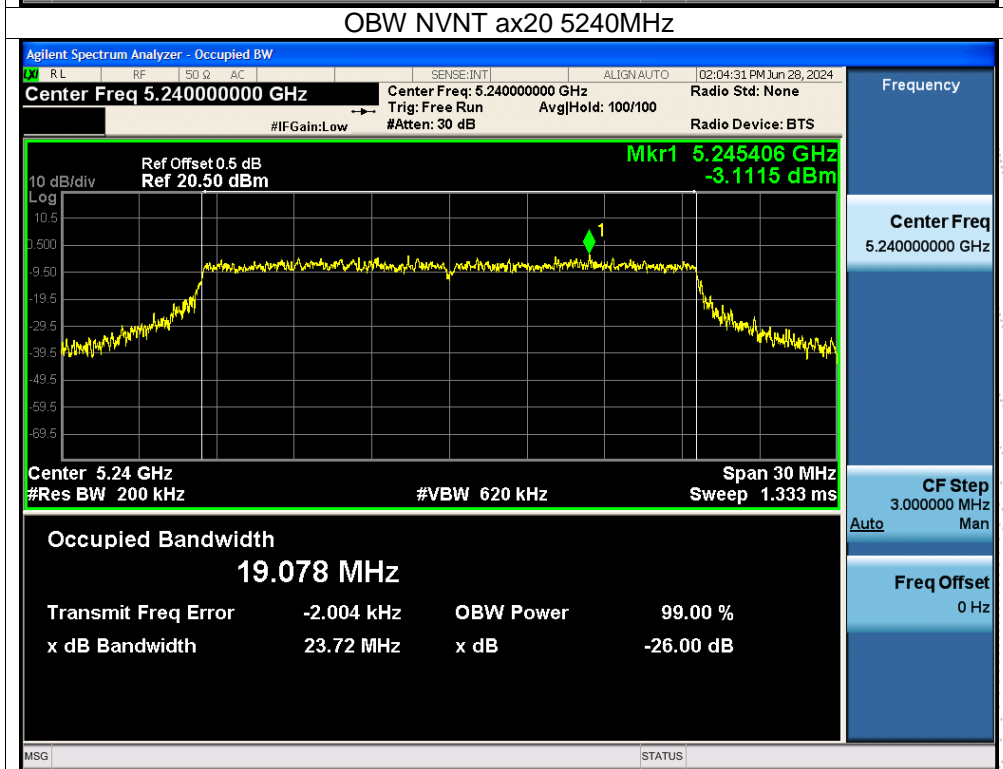 OBW NVNT ax20 5240MHz
Agilent Spectrum Analyzer - Occupied BW
LXI RL RF 50 Ω AC SENSE:INT ALIGN AUTO 02:04:31 PM Jun 28, 2024
Center Freq 5.240000000 GHz
Center Freq: 5.240000000 GHz
Radio Std: None
Trig: Free Run Avg|Hold: 100/100
#IFGain:Low
#Atten: 30 dB
Radio Device: BTS
Frequency
Mkr1 5.245406 GHz
-3.1115 dBm
Ref Offset 0.5 dB
10 dB/div Ref 20.50 dBm
Log
10.5
0.500
-9.50
-19.5
-29.5
-39.5
-49.5
-59.5
-69.5
1
Center 5.24 GHz
Span 30 MHz
#Res BW 200 kHz
#VBW 620 kHz
Sweep 1.333 ms
Center Freq
5.240000000 GHz
CF Step
3.000000 MHz
Auto Man
Freq Offset
0 Hz
Occupied Bandwidth
19.078 MHz
Transmit Freq Error -2.004 kHz OBW Power 99.00 %
x dB Bandwidth 23.72 MHz x dB -26.00 dB
MSG STATUS